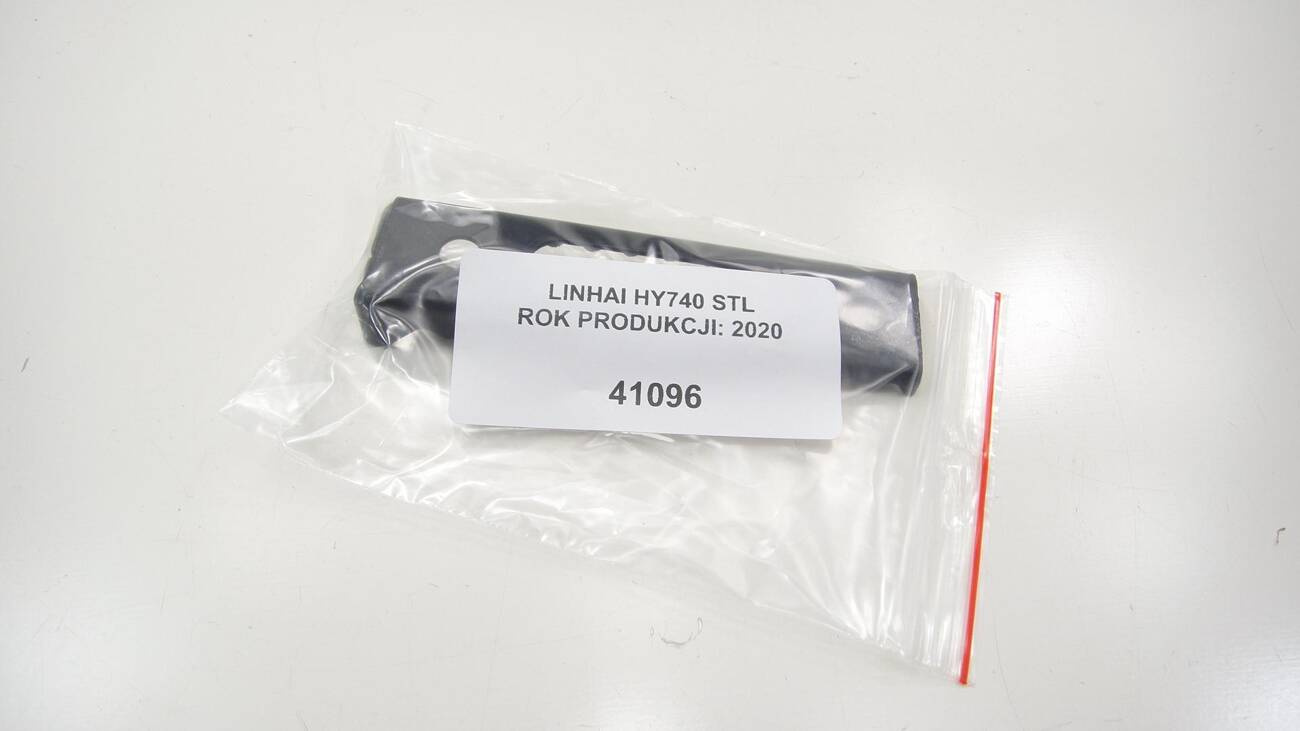 LINHAI HY740 STL
ROK PRODUKCJI: 2020
41096